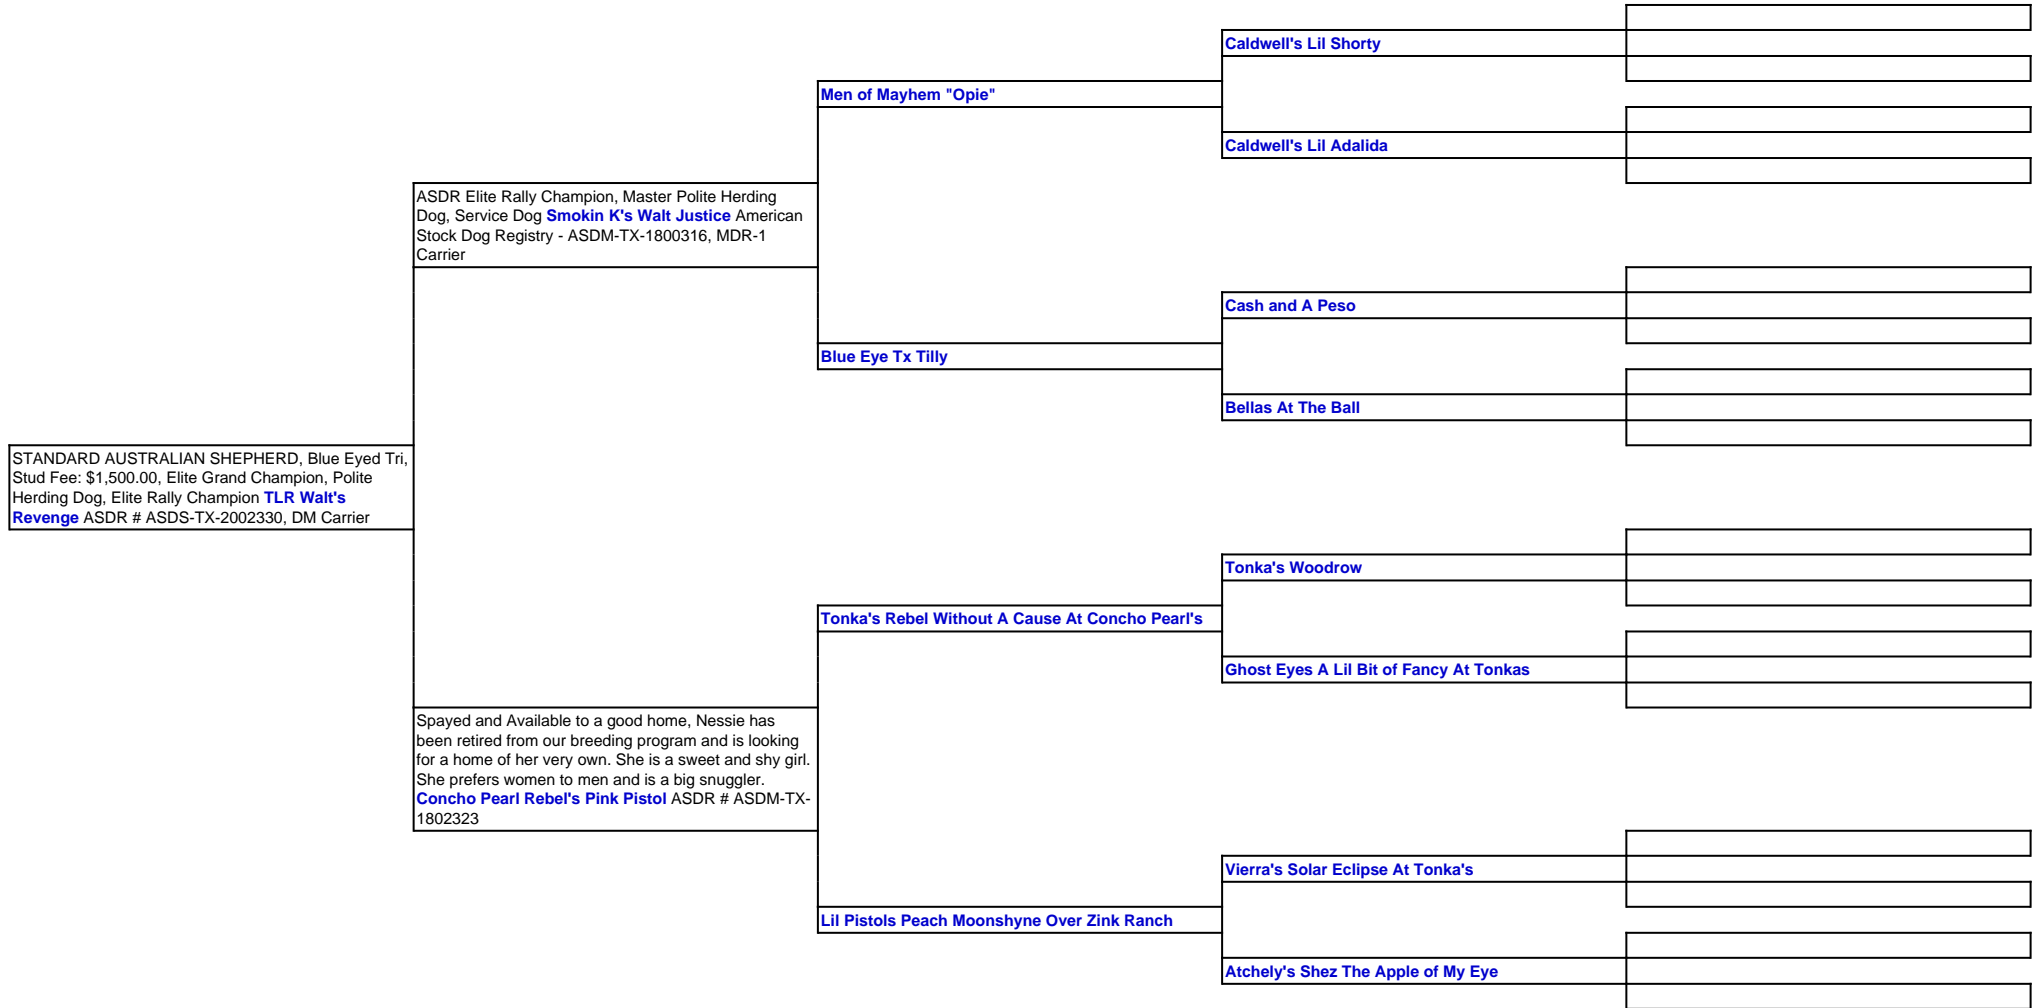 Caldwell's Lil Shorty
Men of Mayhem "Opie"
Caldwell's Lil Adalida
ASDR Elite Rally Champion, Master Polite Herding
Dog, Service Dog Smokin K's Walt Justice American
Stock Dog Registry - ASDM-TX-1800316, MDR-1
Carrier
Cash and A Peso
Blue Eye Tx Tilly
Bellas At The Ball
STANDARD AUSTRALIAN SHEPHERD, Blue Eyed Tri,
Stud Fee: $1,500.00, Elite Grand Champion, Polite
Herding Dog, Elite Rally Champion TLR Walt's
Revenge ASDR # ASDS-TX-2002330, DM Carrier
Tonka's Woodrow
Tonka's Rebel Without A Cause At Concho Pearl's
Ghost Eyes A Lil Bit of Fancy At Tonkas
Spayed and Available to a good home, Nessie has
been retired from our breeding program and is looking
for a home of her very own. She is a sweet and shy girl.
She prefers women to men and is a big snuggler.
Concho Pearl Rebel's Pink Pistol ASDR # ASDM-TX-
1802323
Vierra's Solar Eclipse At Tonka's
Lil Pistols Peach Moonshyne Over Zink Ranch
Atchely's Shez The Apple of My Eye